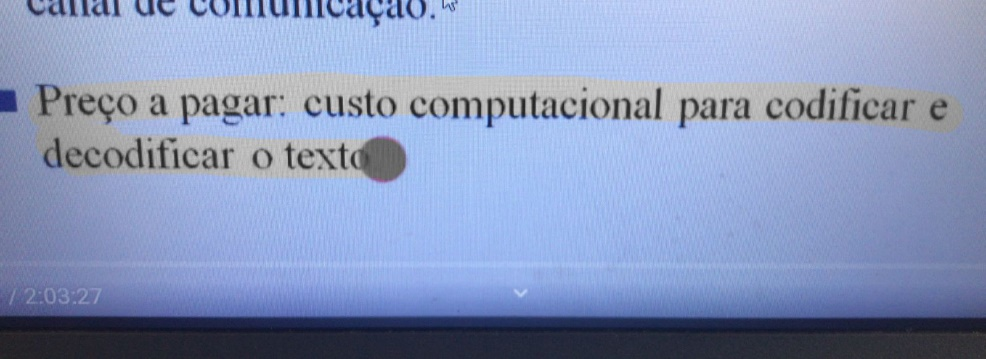 canal de comunicação.
Preço a pagar: custo computacional para codificar e
decodificar o texto
/ 2:03:27